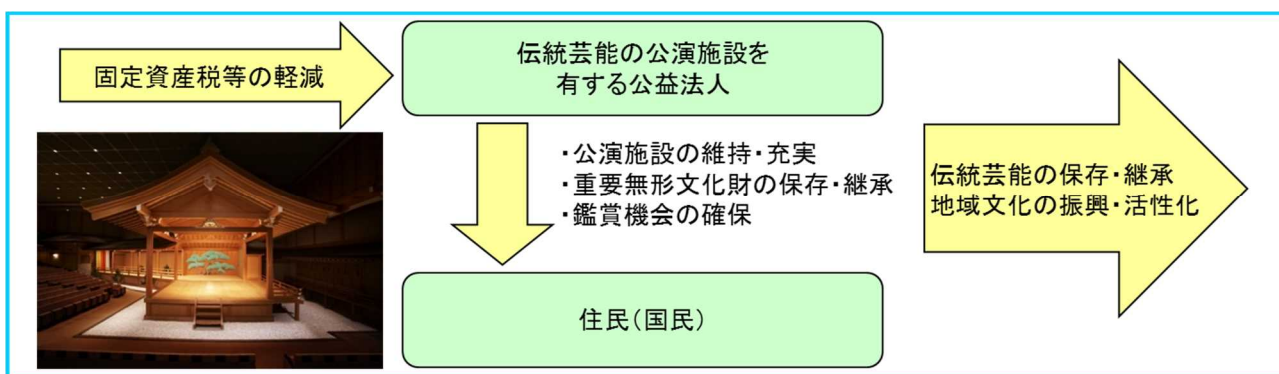 固定資産税等の軽減
伝統芸能の公演施設を
有する公益法人
・公演施設の維持・充実
・重要無形文化財の保存・継承
・鑑賞機会の確保
住民（国民）
伝統芸能の保存・継承
地域文化の振興・活性化